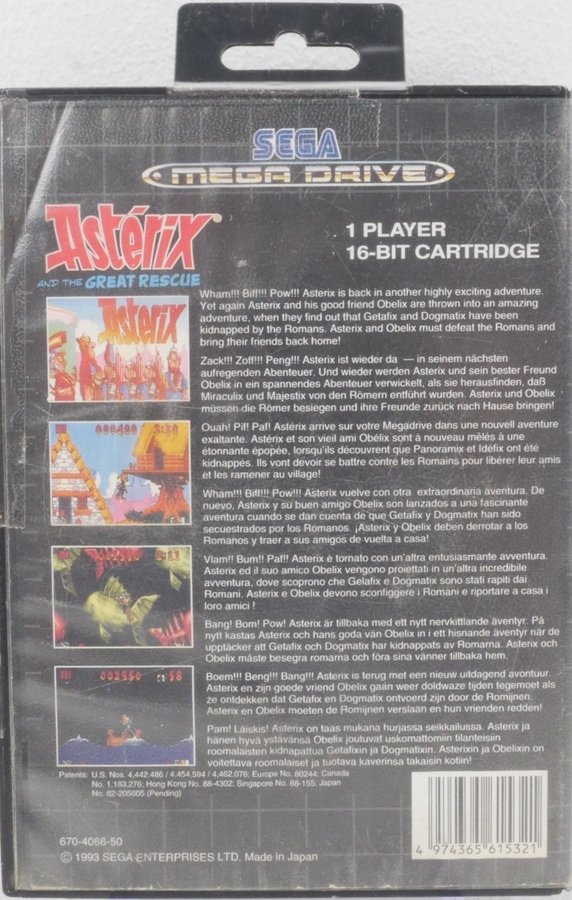 SEGA
MEGA DRIVE
Astérix
AND THE GREAT RESCUE
1 PLAYER
16-BIT CARTRIDGE
Wham!!! Biff!!! Pow!!! Asterix is back in another highly exciting adventure.
Yet again Asterix and his good friend Obelix are thrown into an amazing
adventure, when they find out that Getafix and Dogmatix have been
kidnapped by the Romans. Asterix and Obelix must defeat the Romans and
bring their friends back home!
Asterix
Zack!!! Zoff!!! Peng!!! Asterix ist wieder da — in seinem nächsten
aufregenden Abenteuer. Und wieder werden Asterix und sein bester Freund
Obelix in ein spannendes Abenteuer verwickelt, als sie herausfinden, daß
Miraculix und Majestix von den Römern entführt wurden. Asterix und Obelix
müssen die Römer besiegen und ihre Freunde zurück nach Hause bringen!
Ouah! Pif! Paf! Astérix arrive sur votre Megadrive dans une nouvell aventure
exaltante. Astérix et son vieil ami Obélix sont à nouveau mêlés à une
étonnante épopée, lorsqu'ils découvrent que Panoramix et Idéfix ont été
kidnappés. Ils vont devoir se battre contré les Romains pour libérer leur amis
et les ramener au village!
Wham!!! Biff!!! Pow!!! Asterix vuelve con otra extraordinaria aventura. De
nuevo, Asterix y su buen amigo Obelix son lanzados a una fascinante
aventura cuando se dan cuenta de que Getafix y Dogmatix han sido
secuestrados por los Romanos. ¡Asterix y Obelix deben derrotar a los
Romanos y traer a sus amigos de vuelta a casa!
Vlam!! Bum!! Paf!! Asterix è tornato con un'altra entusiasmante avventura.
Asterix ed il suo amico Obelix vengono proiettati in un'altra incredibile
avventura, dove scoprono che Gelafix e Dogmatix sono stati rapiti dai
Romani. Asterix e Obelix devono sconfiggere i Romani e riportare a casa i
loro amici !
Bang! Bom! Pow! Asterix är tillbaka med ett nytt nervkittlande äventyr. På
nytt kastas Asterix och hans goda vän Obelix in i ett hisnande äventyr när de
upptäcker att Getafix och Dogmatix har kidnappats av Romarna. Asterix och
Obelix måste besegra romarna och föra sina vänner tillbaka hem.
002950 58
Boem!!! Beng!!! Bang!!! Asterix is terug met een nieuw uitdagend avontuur.
Asterix en zijn goede vriend Obelix gaan weer doldwaze tijden tegemoet als
ze ontdekken dat Getafix en Dogmatix ontvoerd zijn door de Romijnen.
Asterix en Obelix moeten de Romijnen verslaan en hun vrienden redden!
Pam! Läiskis! Asterix on taas mukana hurjassa seikkailussa. Asterix ja
hänen hyvä ystävänsä Obelix joutuvat uskomattomiin tilanteisiin
roomalaisten kidnapattua Getafixin ja Dogmatixin. Asterixin ja Obelixin on
voitettava roomalaiset ja tuotava kaverinsa takaisin kotiin!
Patents: U.S. Nos. 4,442,486 / 4,454,594 / 4,462,076; Europe No. 80244; Canada
No. 1,183,276; Hong Kong No. 88-4302; Singapore No. 88-155; Japan
No. 82-205605 (Pending)
670-4066-50
© 1993 SEGA ENTERPRISES LTD. Made in Japan
4 974365 615321